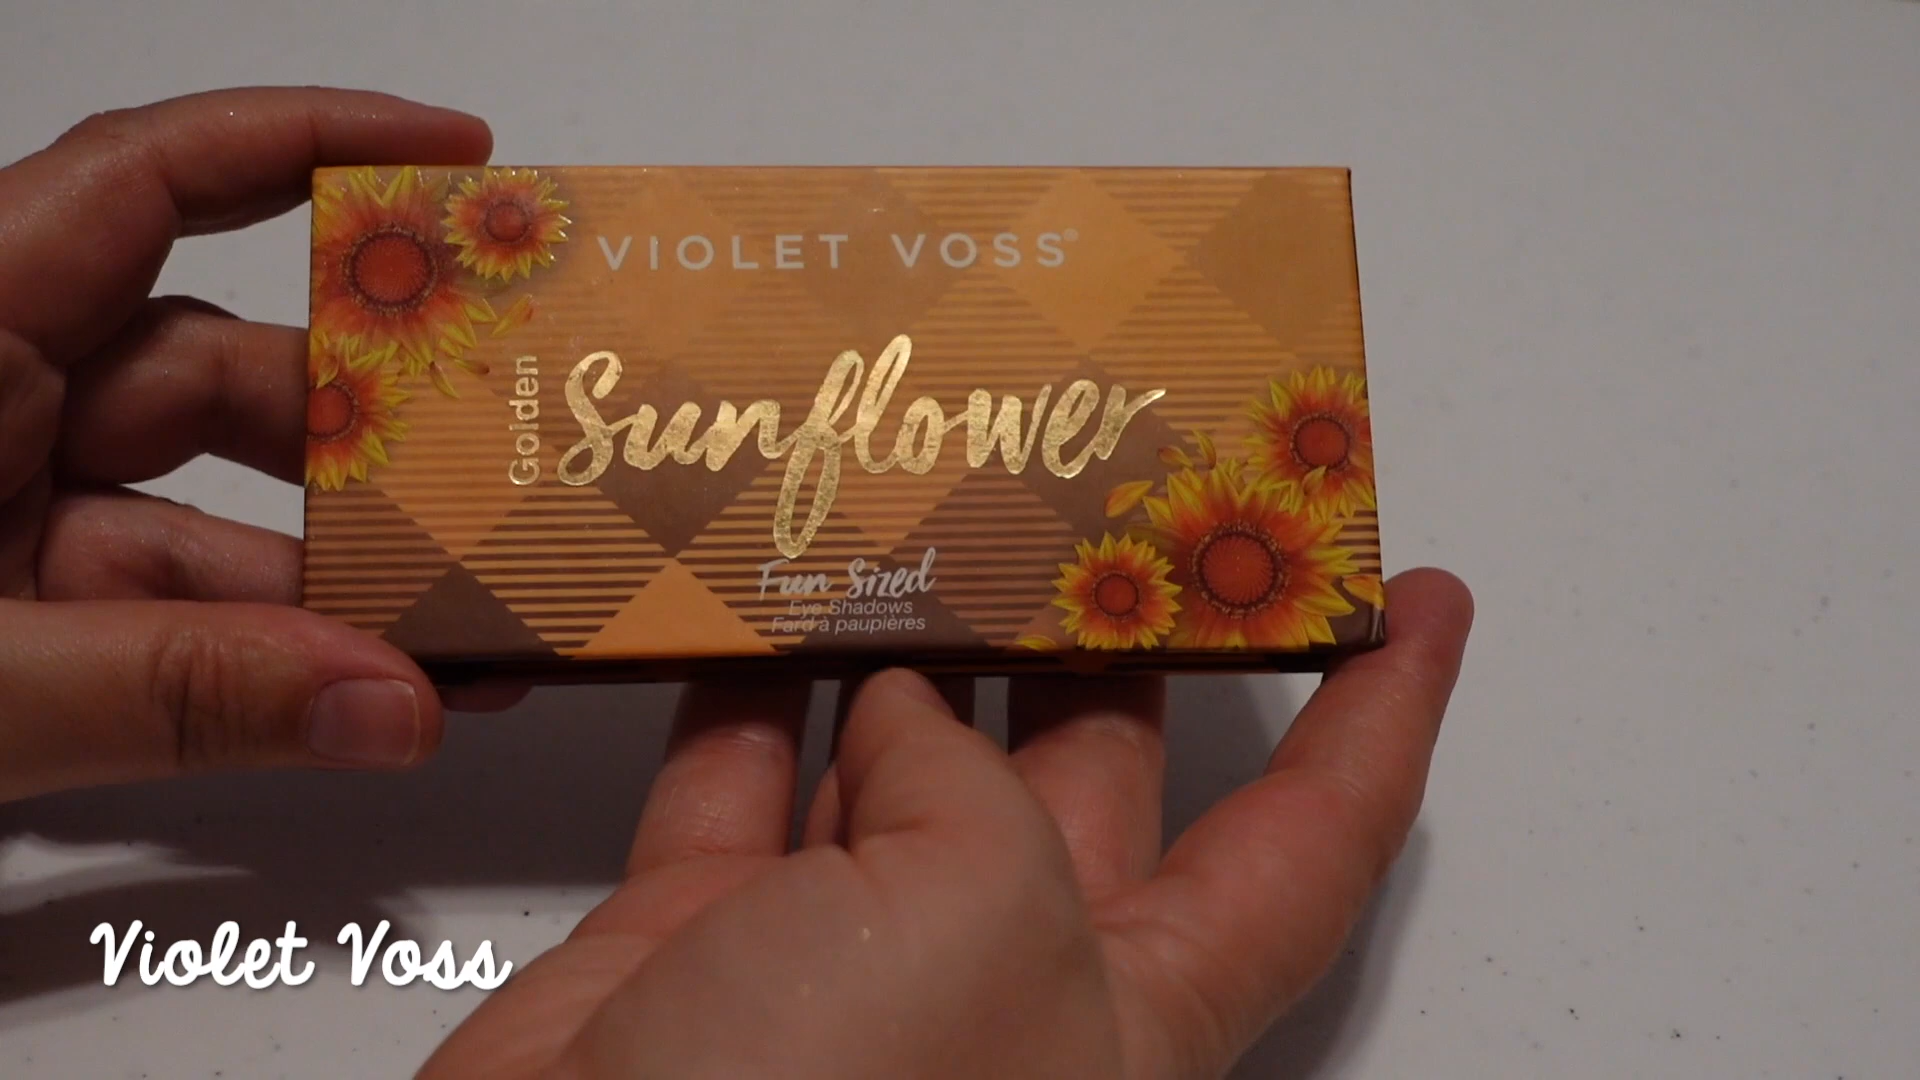 VIOLET VOSS®
Golden
Sunflower
Fun Sized
Eye Shadows
Fard à paupières
Violet Voss